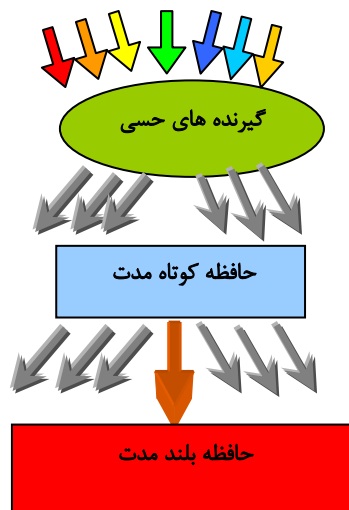 گیرنده های حسی
حافظه کوتاه مدت
حافظه بلند مدت